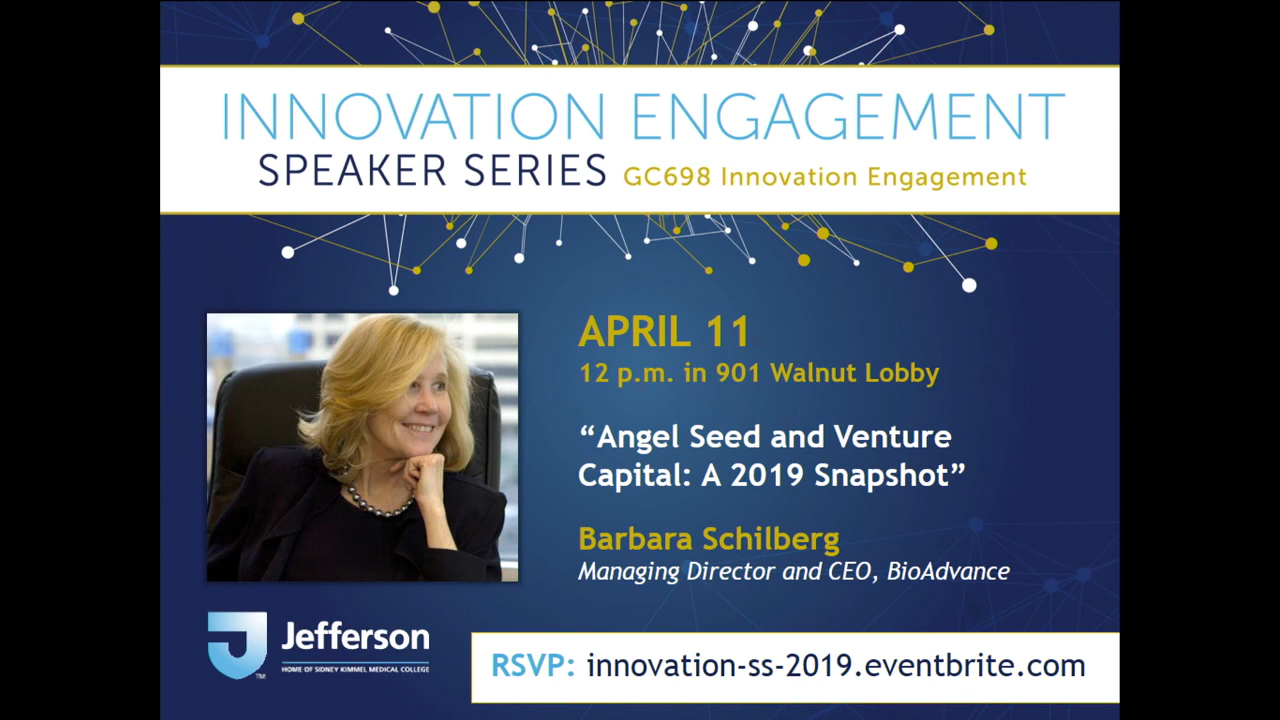 INNOVATION ENGAGEMENT
SPEAKER SERIES GC698 Innovation Engagement
APRIL 11
12 p.m. in 901 Walnut Lobby
“Angel Seed and Venture
Capital: A 2019 Snapshot”
Barbara Schilberg
Managing Director and CEO, BioAdvance
Jefferson
HOME OF SIDNEY KIMMEL MEDICAL COLLEGE
TM
RSVP: innovation-ss-2019.eventbrite.com